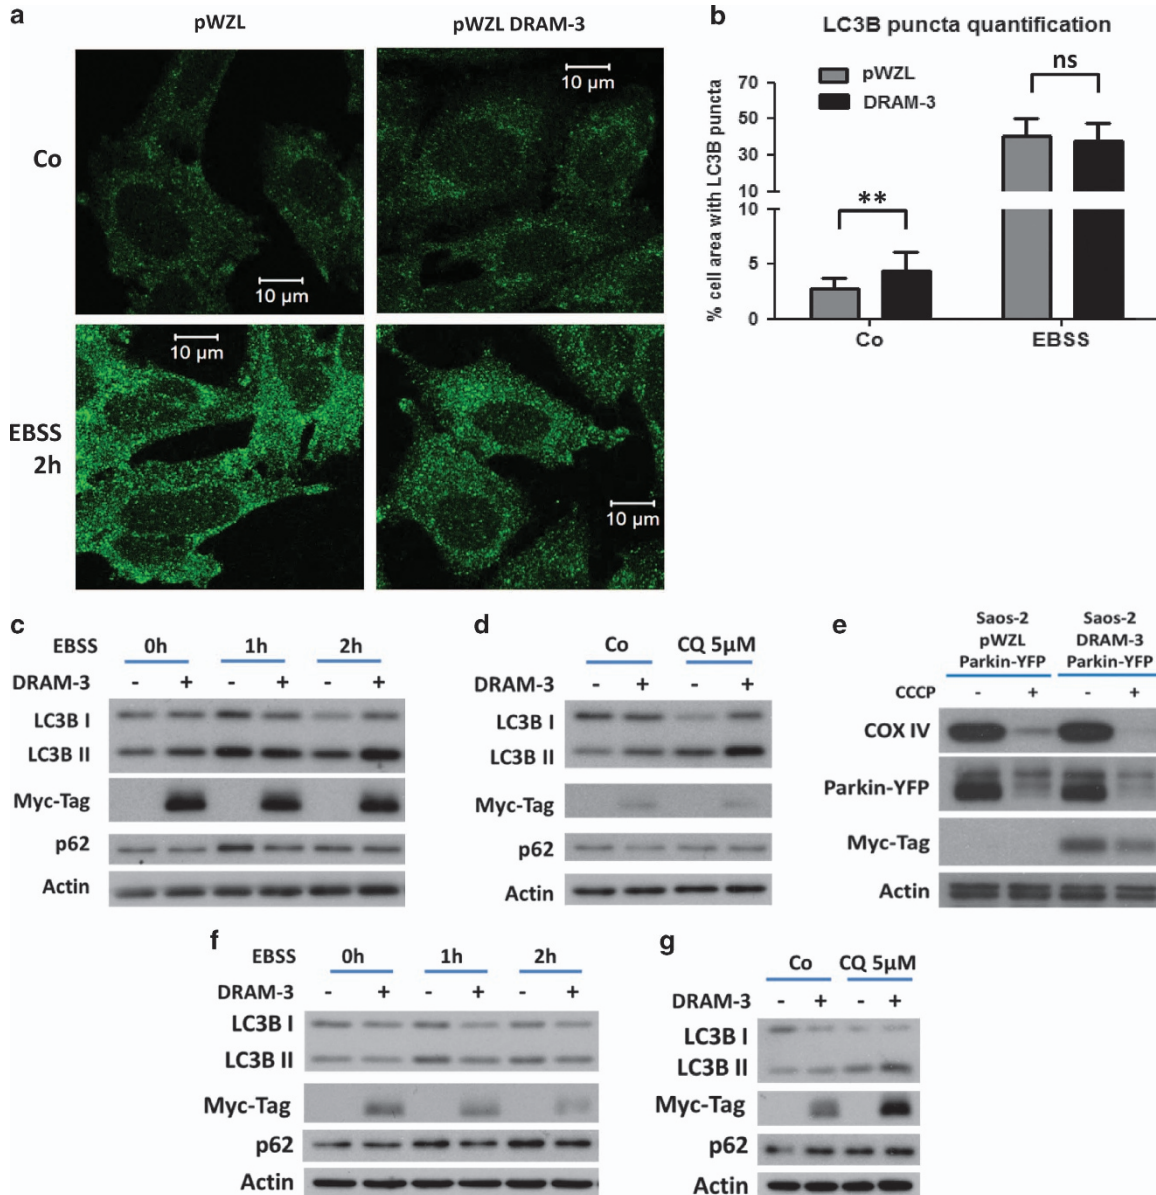 a
pWZL
pWZL DRAM-3
Co
10 µm
10 µm
EBSS
2h
10 µm
10 µm
b
LC3B puncta quantification
% cell area with LC3B puncta
70
50
30
10
10
5
0
pWZL
DRAM-3
**
ns
Co
EBSS
c
EBSS 0h 1h 2h
DRAM-3 - + - + - +
LC3B I
LC3B II
Myc-Tag
p62
Actin
d
Co CQ 5µM
DRAM-3 - + - +
LC3B I
LC3B II
Myc-Tag
p62
Actin
e
Saos-2 Saos-2
pWZL DRAM-3
Parkin-YFP Parkin-YFP
CCCP - + - +
COX IV
Parkin-YFP
Myc-Tag
Actin
f
EBSS 0h 1h 2h
DRAM-3 - + - + - +
LC3B I
LC3B II
Myc-Tag
p62
Actin
g
Co CQ 5µM
DRAM-3 - + - +
LC3B I
LC3B II
Myc-Tag
p62
Actin